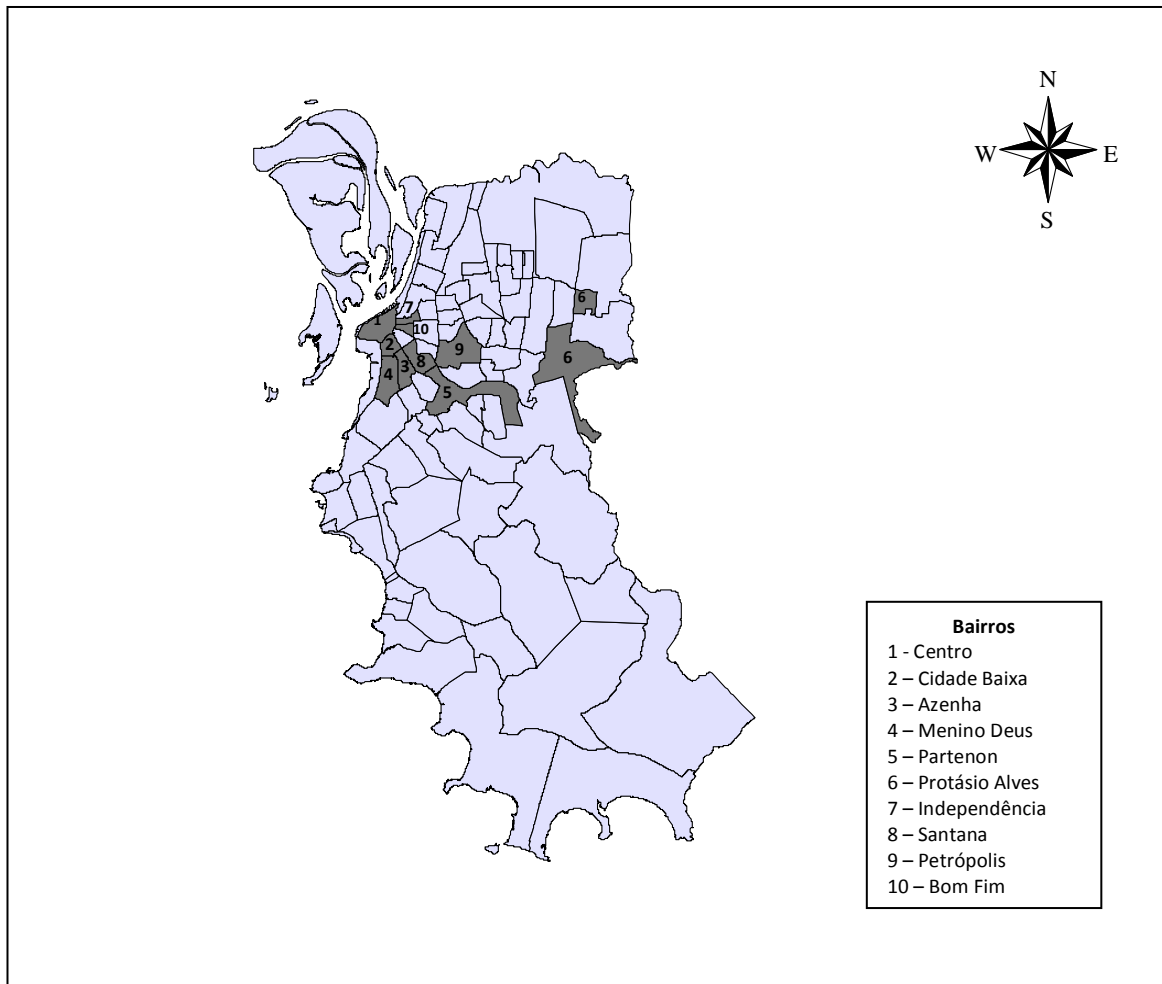 N
W E
S
6
7
1
10
2
9
3
8
6
4
5
Bairros
1 - Centro
2 – Cidade Baixa
3 – Azenha
4 – Menino Deus
5 – Partenon
6 – Protásio Alves
7 – Independência
8 – Santana
9 – Petrópolis
10 – Bom Fim